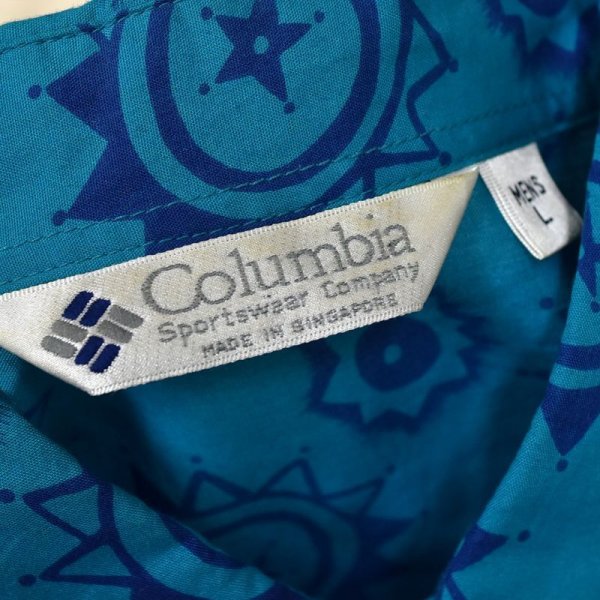 Columbia
Sportswear Company
MADE IN SINGAPORE
MENS
L